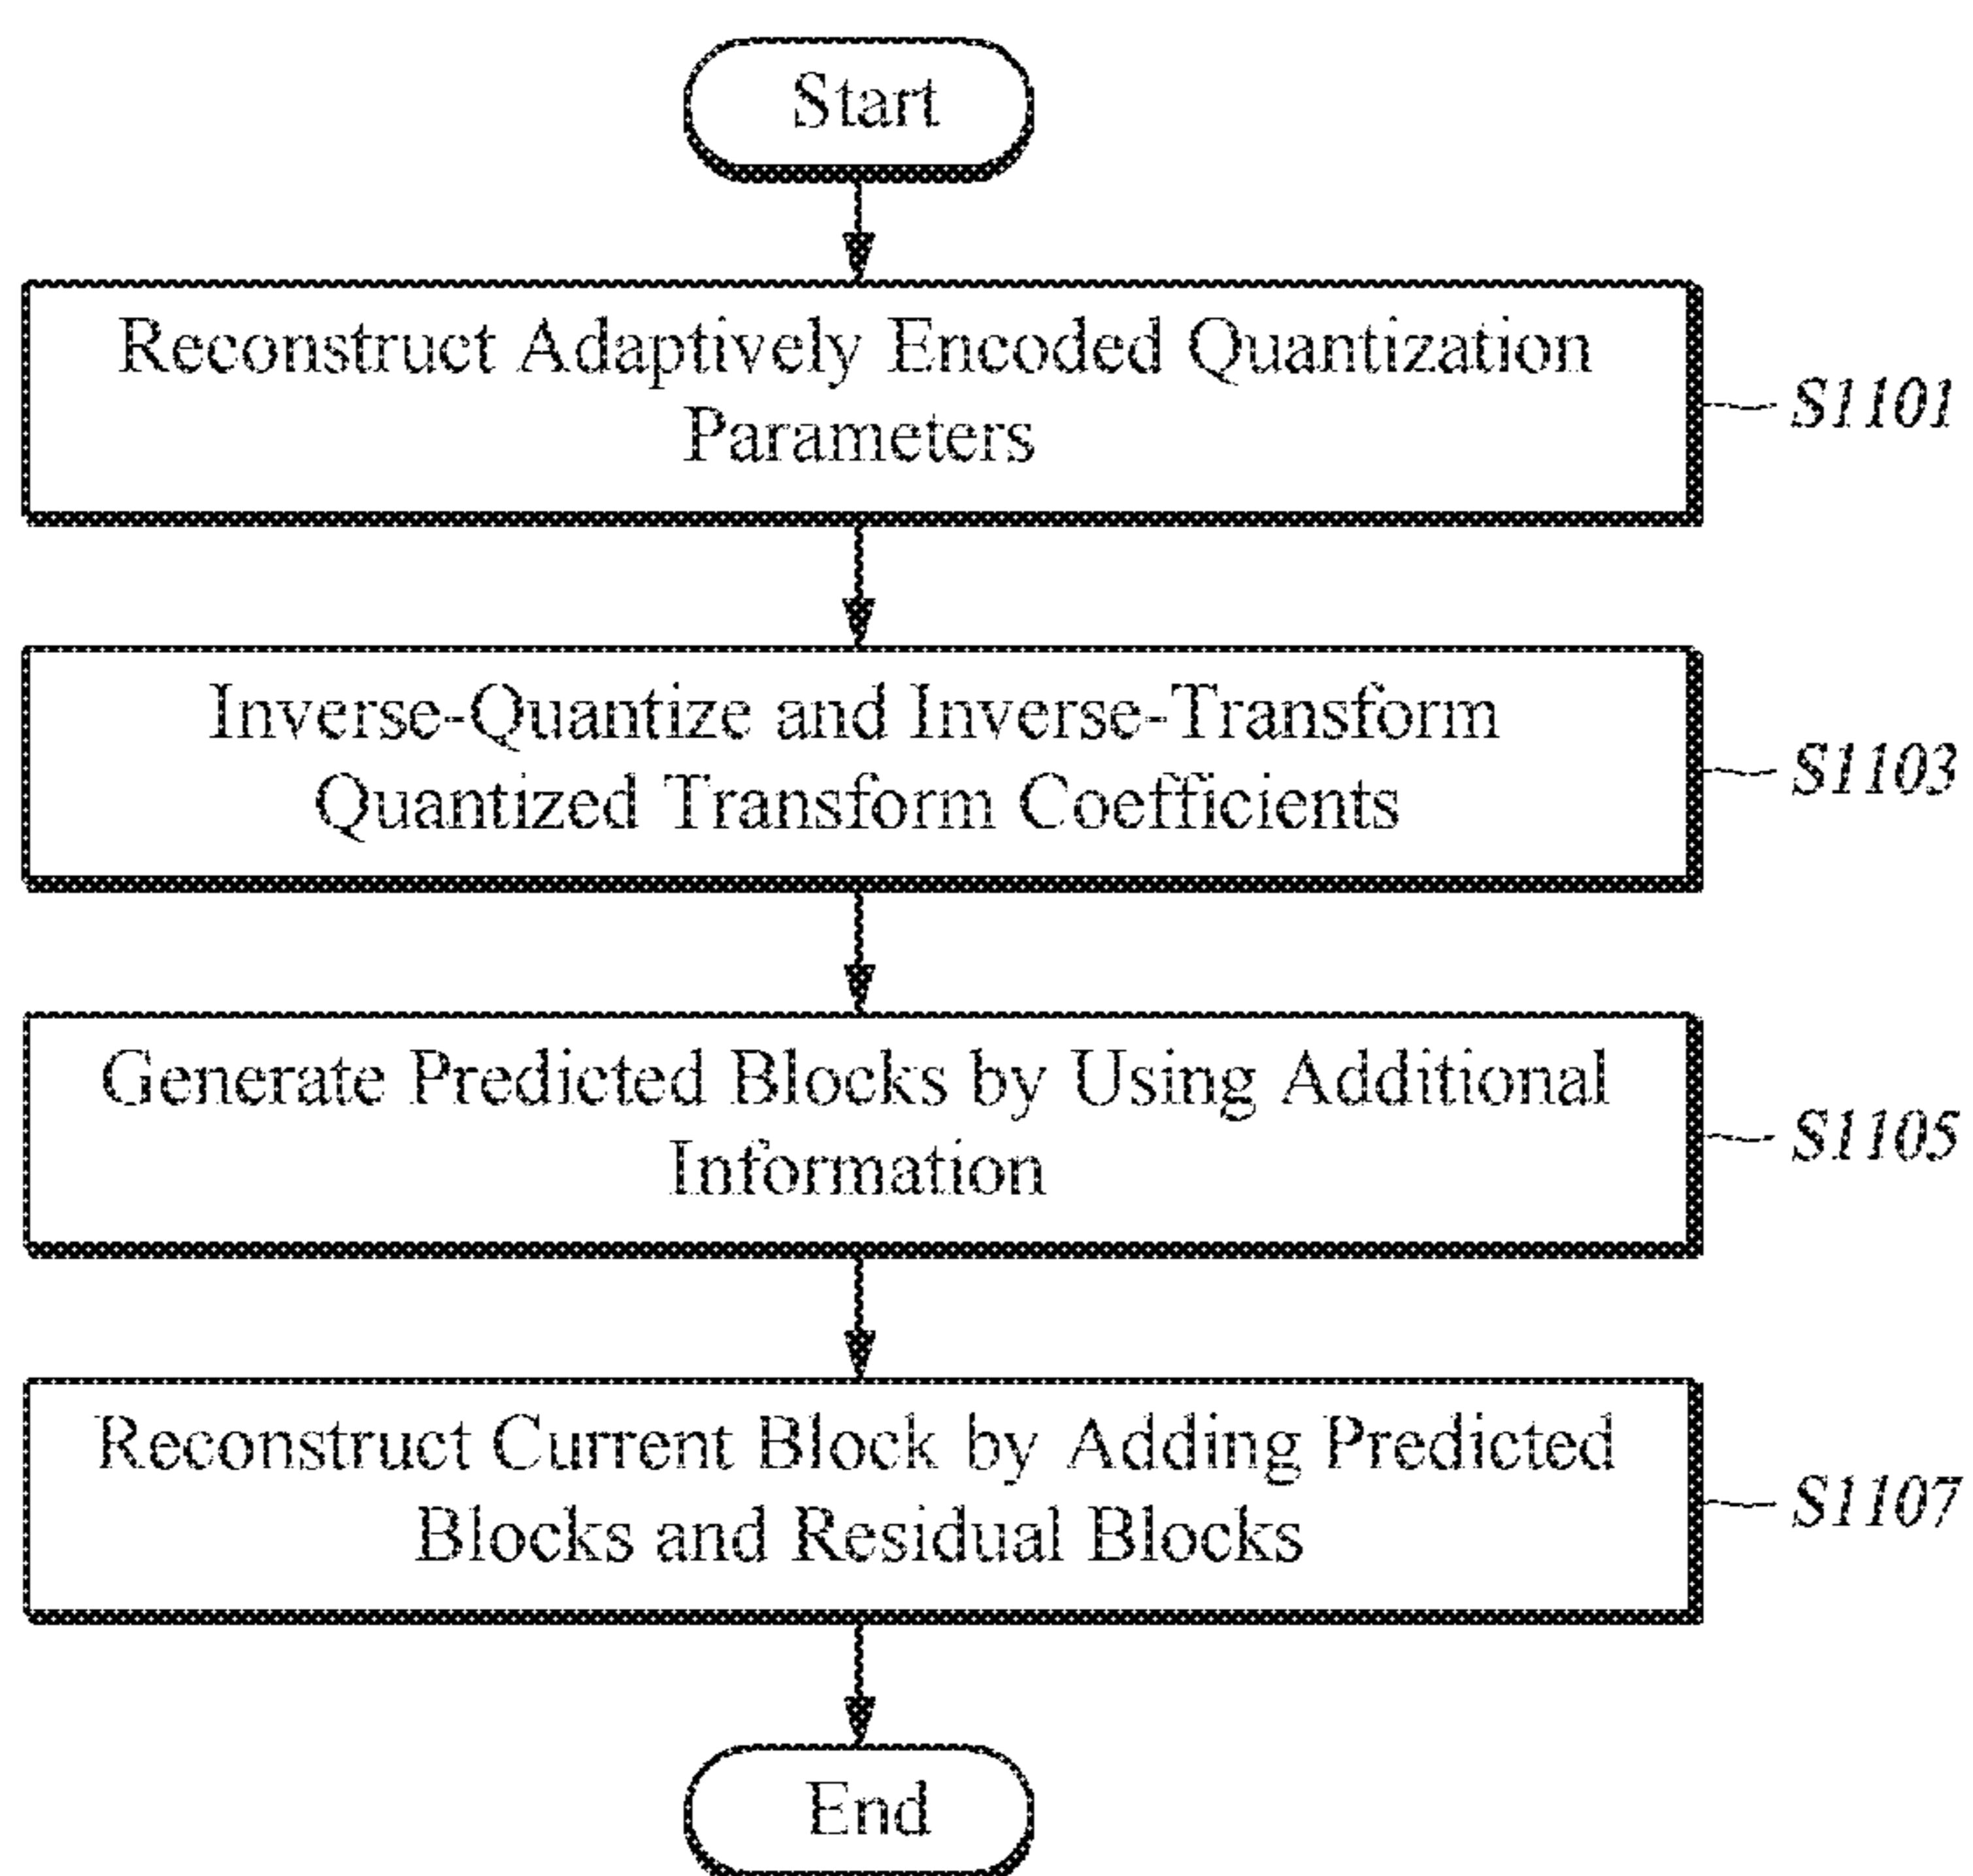 Start
Reconstruct Adaptively Encoded Quantization
Parameters
S1101
Inverse-Quantize and Inverse-Transform
Quantized Transform Coefficients
S1103
Generate Predicted Blocks by Using Additional
Information
S1105
Reconstruct Current Block by Adding Predicted
Blocks and Residual Blocks
S1107
End